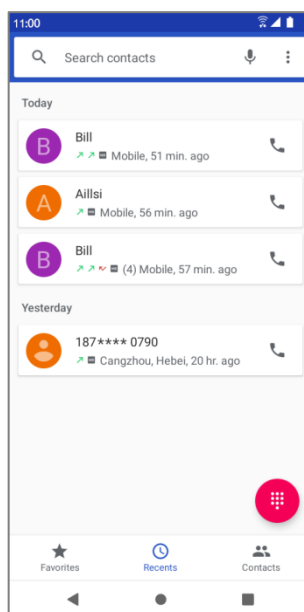 11:00
Search contacts
Today
B
Bill
Mobile, 51 min. ago
A
Aillsi
Mobile, 56 min. ago
B
Bill
(4) Mobile, 57 min. ago
Yesterday
187**** 0790
Cangzhou, Hebei, 20 hr. ago
Favorites
Recents
Contacts